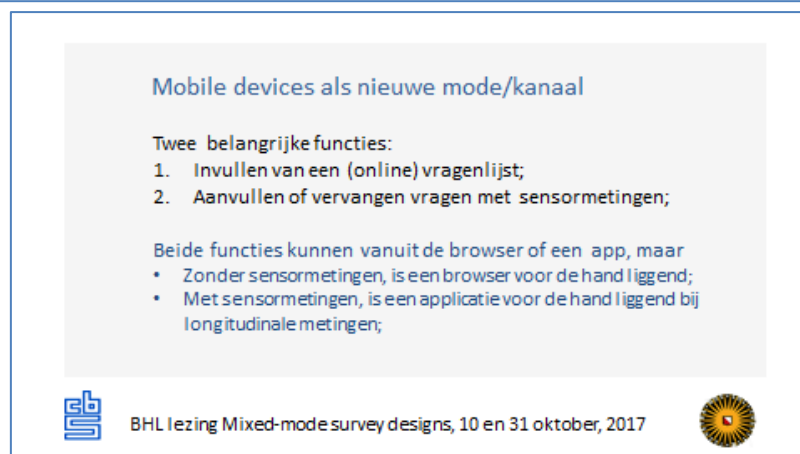 Mobile devices als nieuwe mode/kanaal
Twee belangrijke functies:
1. Invullen van een (online) vragenlijst;
2. Aanvullen of vervangen vragen met sensormetingen;
Beide functies kunnen vanuit de browser of een app, maar
• Zonder sensormetingen, is een browser voor de hand liggend;
• Met sensormetingen, is een applicatie voor de hand liggend bij
longitudinale metingen;
cbs
BHL lezing Mixed-mode survey designs, 10 en 31 oktober, 2017